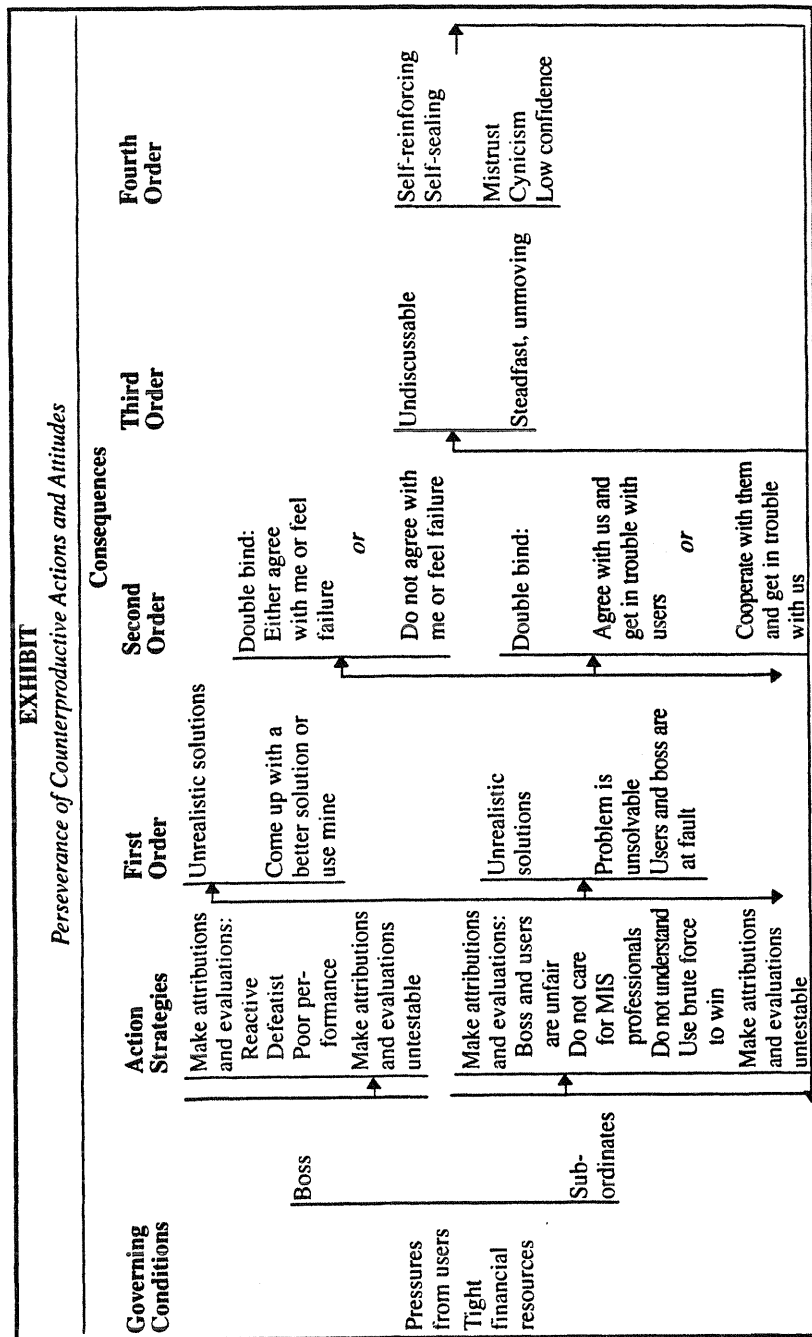 EXHIBIT
Perseverance of Counterproductive Actions and Attitudes
Governing
Conditions
Action
Strategies
Consequences
First
Order
Second
Order
Third
Order
Fourth
Order
Pressures
from users
Tight
financial
resources
Boss
Sub-
ordinates
Make attributions
and evaluations:
Reactive
Defeatist
Poor per-
formance
Make attributions
and evaluations
untestable
Make attributions
and evaluations:
Boss and users
are unfair
Do not care
for MIS
professionals
Do not understand
Use brute force
to win
Make attributions
and evaluations
untestable
Unrealistic solutions
Come up with a
better solution or
use mine
Unrealistic
solutions
Problem is
unsolvable
Users and boss are
at fault
Double bind:
Either agree
with me or feel
failure
or
Do not agree with
me or feel failure
Double bind:
Agree with us and
get in trouble with
users
or
Cooperate with them
and get in trouble
with us
Undiscussable
Steadfast, unmoving
Self-reinforcing
Self-sealing
Mistrust
Cynicism
Low confidence